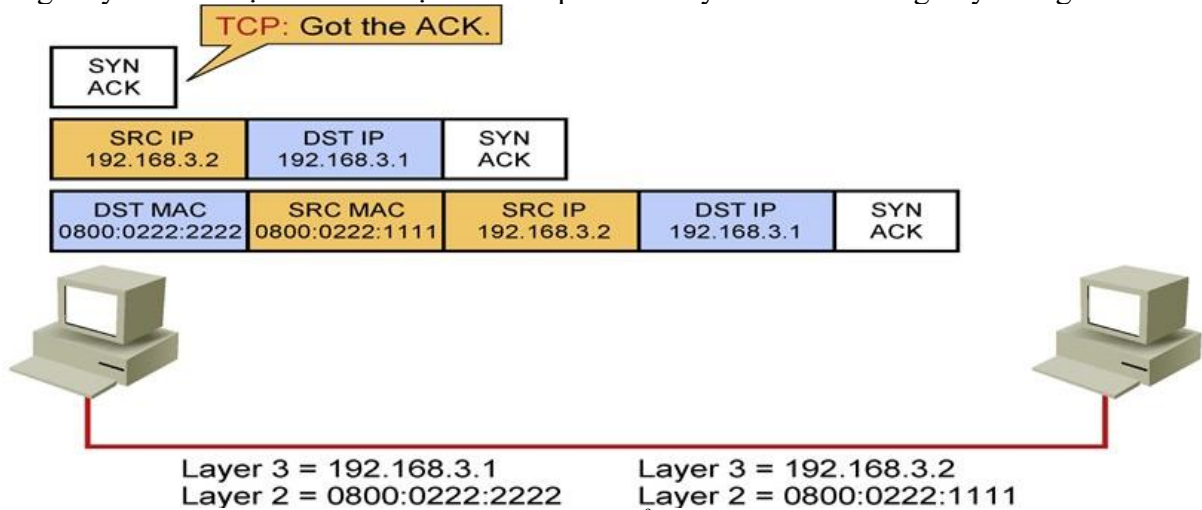 TCP: Got the ACK.
SYN
ACK
SRC IP
192.168.3.2
DST IP
192.168.3.1
SYN
ACK
DST MAC
0800:0222:2222
SRC MAC
0800:0222:1111
SRC IP
192.168.3.2
DST IP
192.168.3.1
SYN
ACK
Layer 3 = 192.168.3.1
Layer 2 = 0800:0222:2222
Layer 3 = 192.168.3.2
Layer 2 = 0800:0222:1111